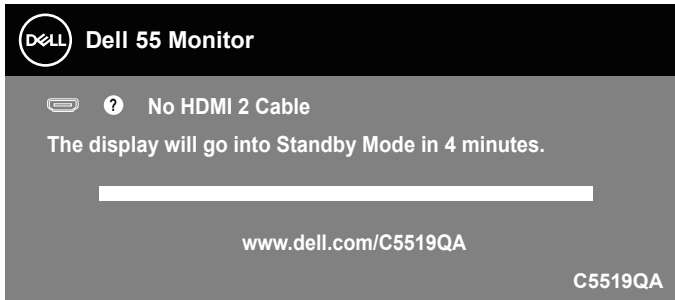 DELL Dell 55 Monitor
? No HDMI 2 Cable
The display will go into Standby Mode in 4 minutes.
www.dell.com/C5519QA
C5519QA